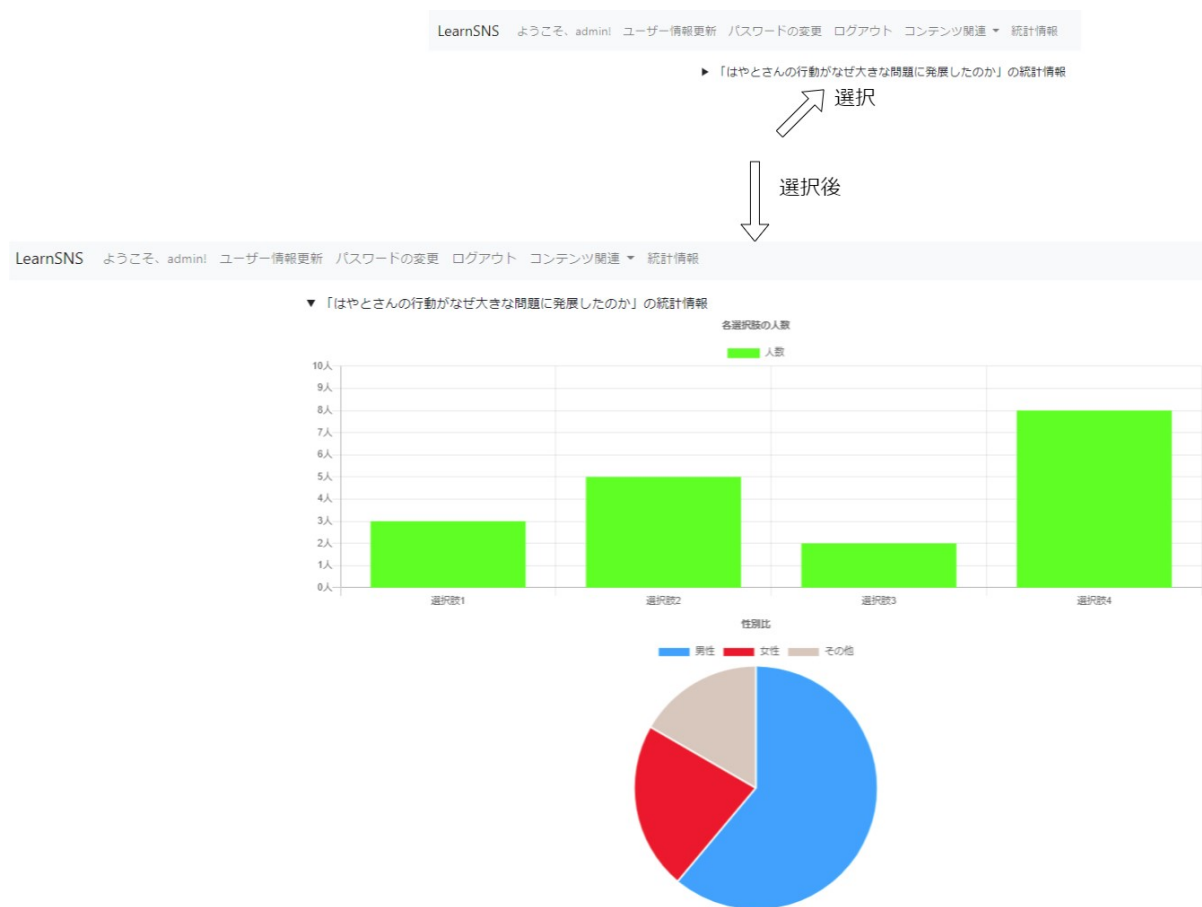 LearnSNS ようこそ、admin! ユーザー情報更新 パスワードの変更 ログアウト コンテンツ関連 ▼ 統計情報
▶ 「はやとさんの行動がなぜ大きな問題に発展したのか」の統計情報
選択
選択後
LearnSNS ようこそ、admin! ユーザー情報更新 パスワードの変更 ログアウト コンテンツ関連 ▼ 統計情報
▼ 「はやとさんの行動がなぜ大きな問題に発展したのか」の統計情報
各選択肢の人数
人数
10人
9人
8人
7人
6人
5人
4人
3人
2人
1人
0人
選択肢1 選択肢2 選択肢3 選択肢4
性別比
男性 女性 その他